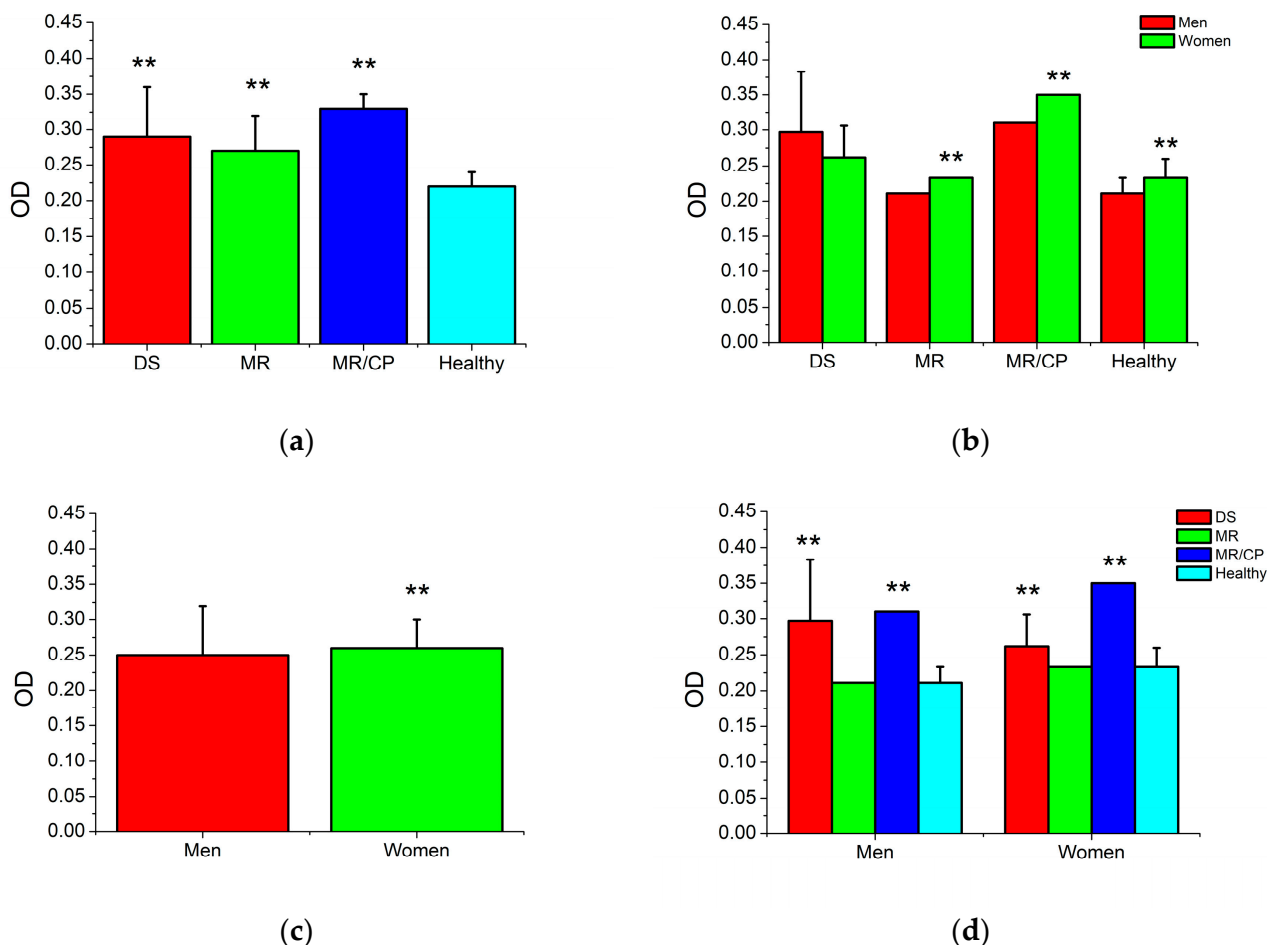 0.45
0.40
0.35
0.30
0.25
0.20
0.15
0.10
0.05
0.00
OD
** ** **
DS MR MR/CP Healthy
(a)
0.45
0.40
0.35
0.30
0.25
0.20
0.15
0.10
0.05
0.00
OD
Men
Women
** ** **
DS MR MR/CP Healthy
(b)
0.45
0.40
0.35
0.30
0.25
0.20
0.15
0.10
0.05
0.00
OD
**
Men Women
(c)
0.45
0.40
0.35
0.30
0.25
0.20
0.15
0.10
0.05
0.00
OD
DS
MR
MR/CP
Healthy
** ** ** **
Men Women
(d)